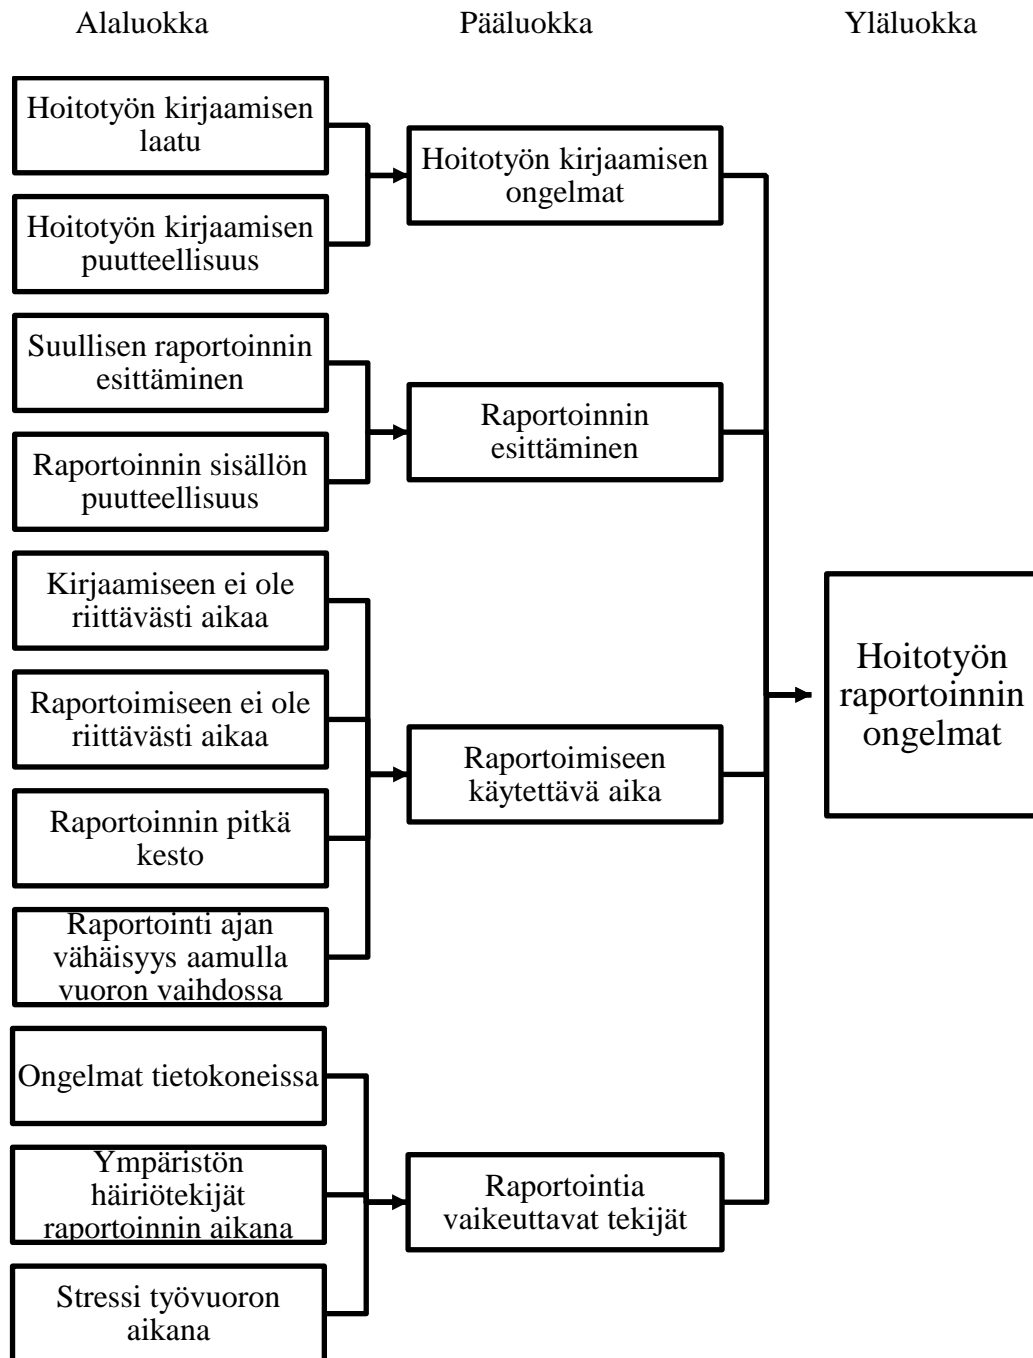 Alaluokka
Pääluokka
Yläluokka
Hoitotyön kirjaamisen
laatu
Hoitotyön kirjaamisen
puutteellisuus
Hoitotyön kirjaamisen
ongelmat
Suullisen raportoinnin
esittäminen
Raportoinnin sisällön
puutteellisuus
Raportoinnin
esittäminen
Kirjaamiseen ei ole
riittävästi aikaa
Raportoimiseen ei ole
riittävästi aikaa
Raportoinnin pitkä
kesto
Raportointi ajan
vähäisyys aamulla
vuoron vaihdossa
Raportoimiseen
käytettävä aika
Ongelmat tietokoneissa
Ympäristön
häiriötekijät
raportoinnin aikana
Stressi työvuoron
aikana
Raportointia
vaikeuttavat tekijät
Hoitotyön
raportoinnin
ongelmat